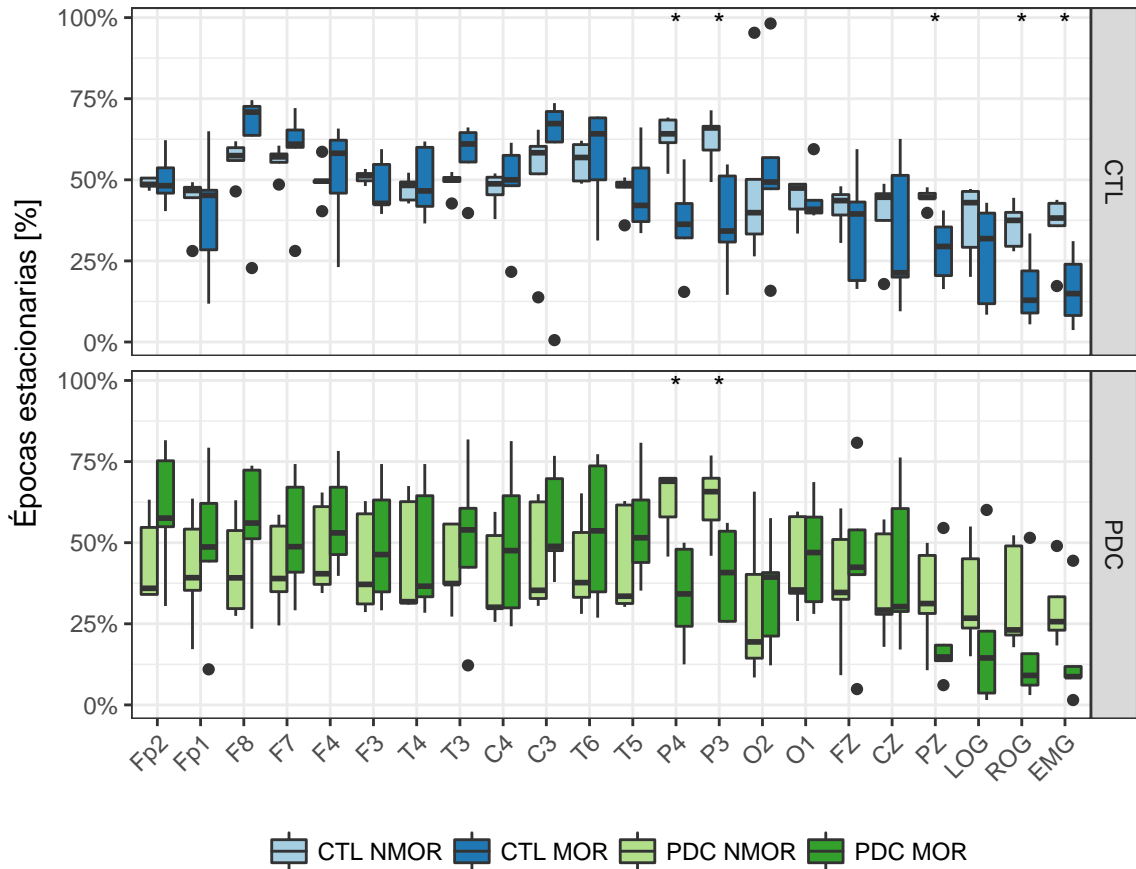 Épocas estacionarias [%]
100%
75%
50%
25%
0%
* * * * *
CTL
100%
75%
50%
25%
0%
* *
PDC
Fp2 Fp1 F8 F7 F4 F3 T4 T3 C4 C3 T6 T5 P4 P3 O2 O1 FZ CZ PZ LOG ROG EMG
CTL NMOR CTL MOR PDC NMOR PDC MOR